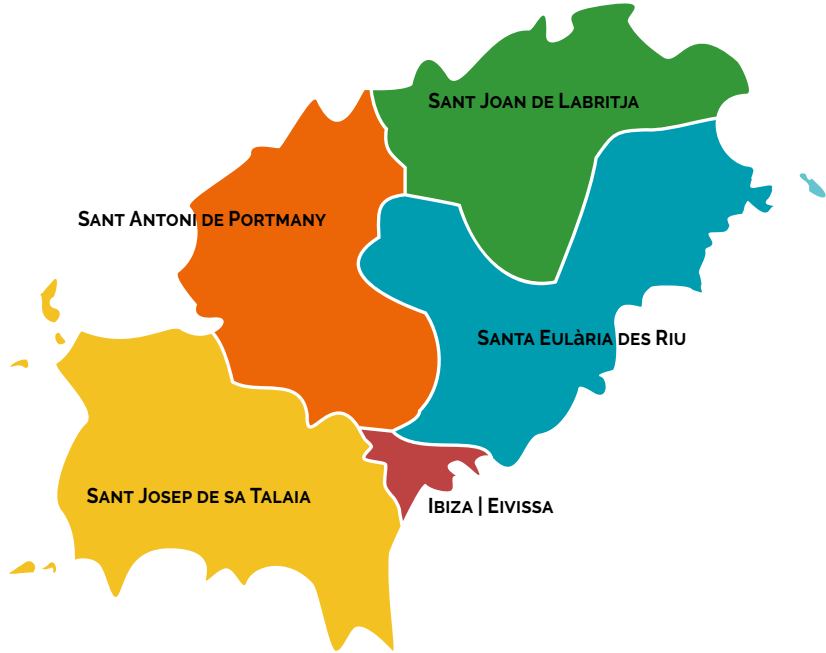 Sant Joan de Labritja
Sant Antoni de Portmany
Santa Eulària des Riu
Sant Josep de sa Talaia
Ibiza | Eivissa